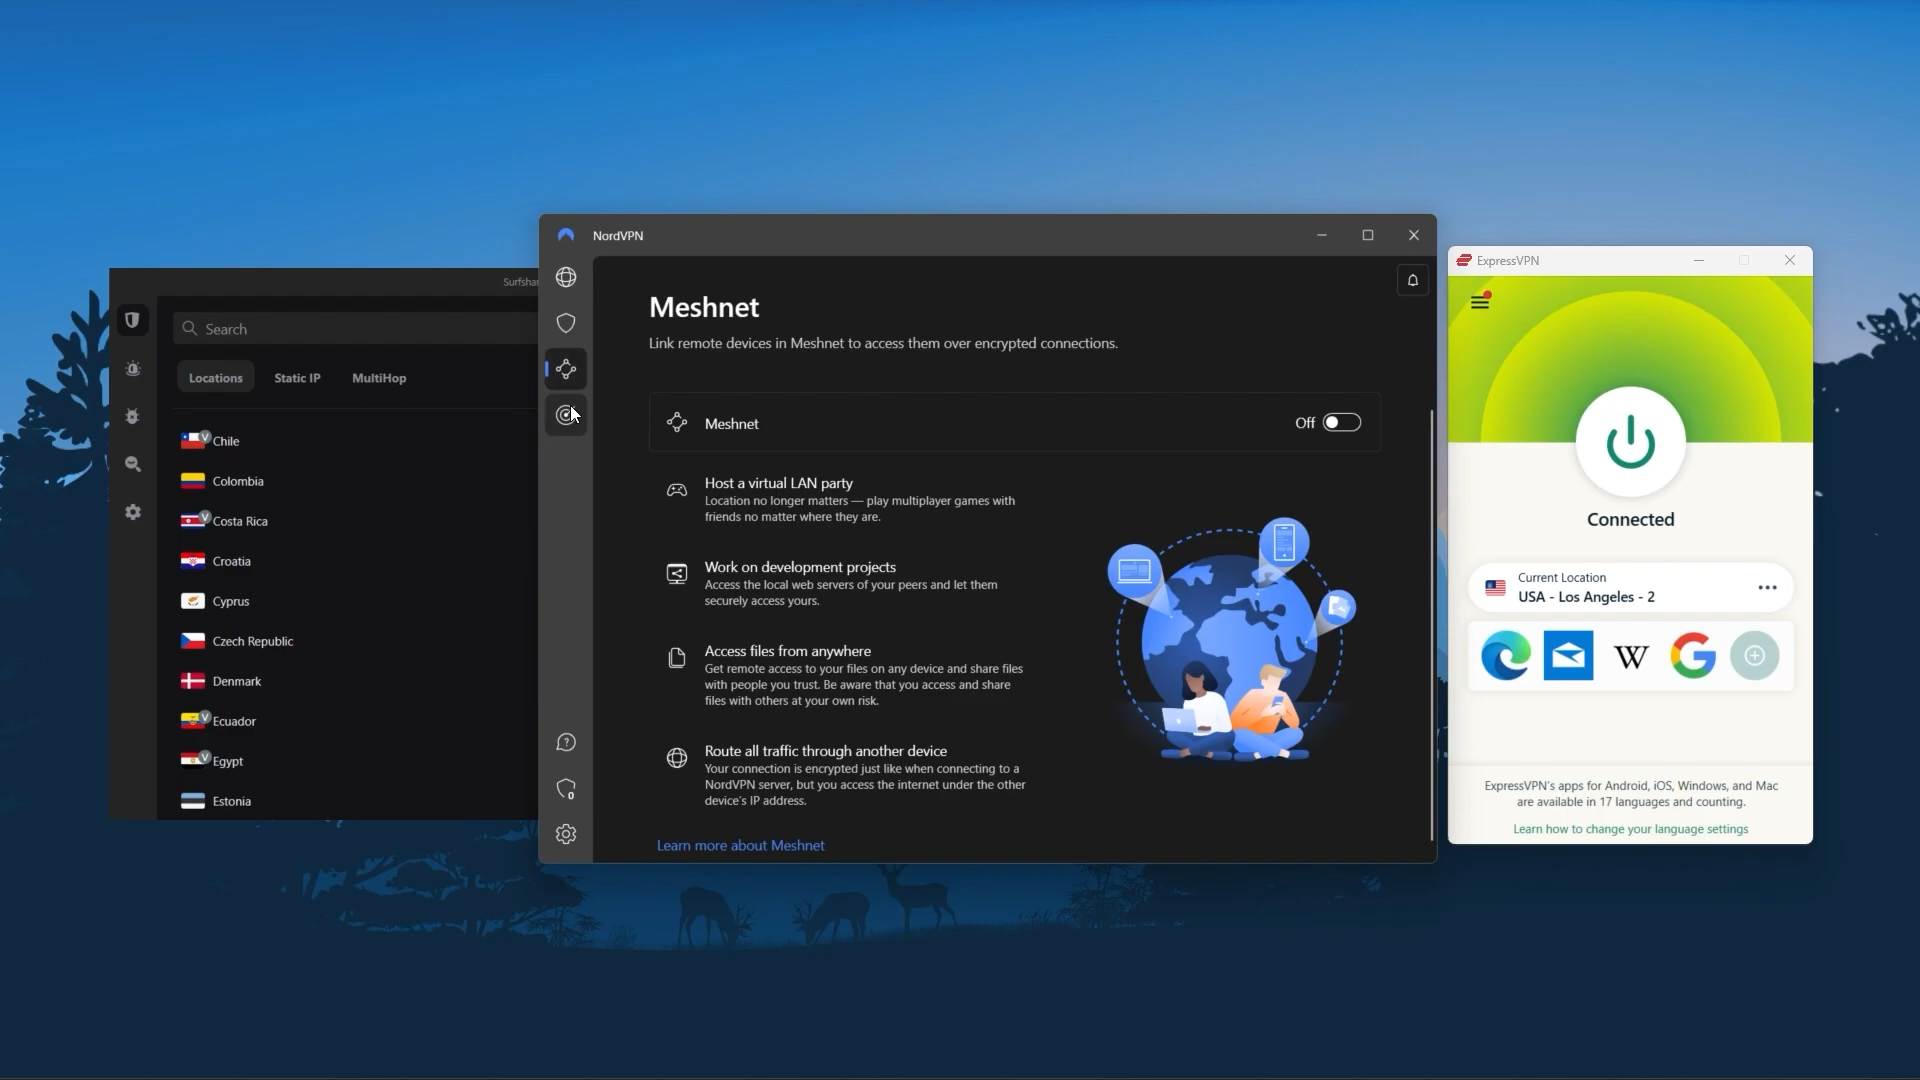 Surfshar
Search
Locations
Static IP
MultiHop
Chile
Colombia
Costa Rica
Croatia
Cyprus
Czech Republic
Denmark
Ecuador
Egypt
Estonia
NordVPN
Meshnet
Link remote devices in Meshnet to access them over encrypted connections.
Meshnet
Off
Host a virtual LAN party
Location no longer matters — play multiplayer games with
friends no matter where they are.
Work on development projects
Access the local web servers of your peers and let them
securely access yours.
Access files from anywhere
Get remote access to your files on any device and share files
with people you trust. Be aware that you access and share
files with others at your own risk.
Route all traffic through another device
Your connection is encrypted just like when connecting to a
NordVPN server, but you access the internet under the other
device's IP address.
Learn more about Meshnet
ExpressVPN
Connected
Current Location
USA - Los Angeles - 2
ExpressVPN's apps for Android, iOS, Windows, and Mac
are available in 17 languages and counting.
Learn how to change your language settings